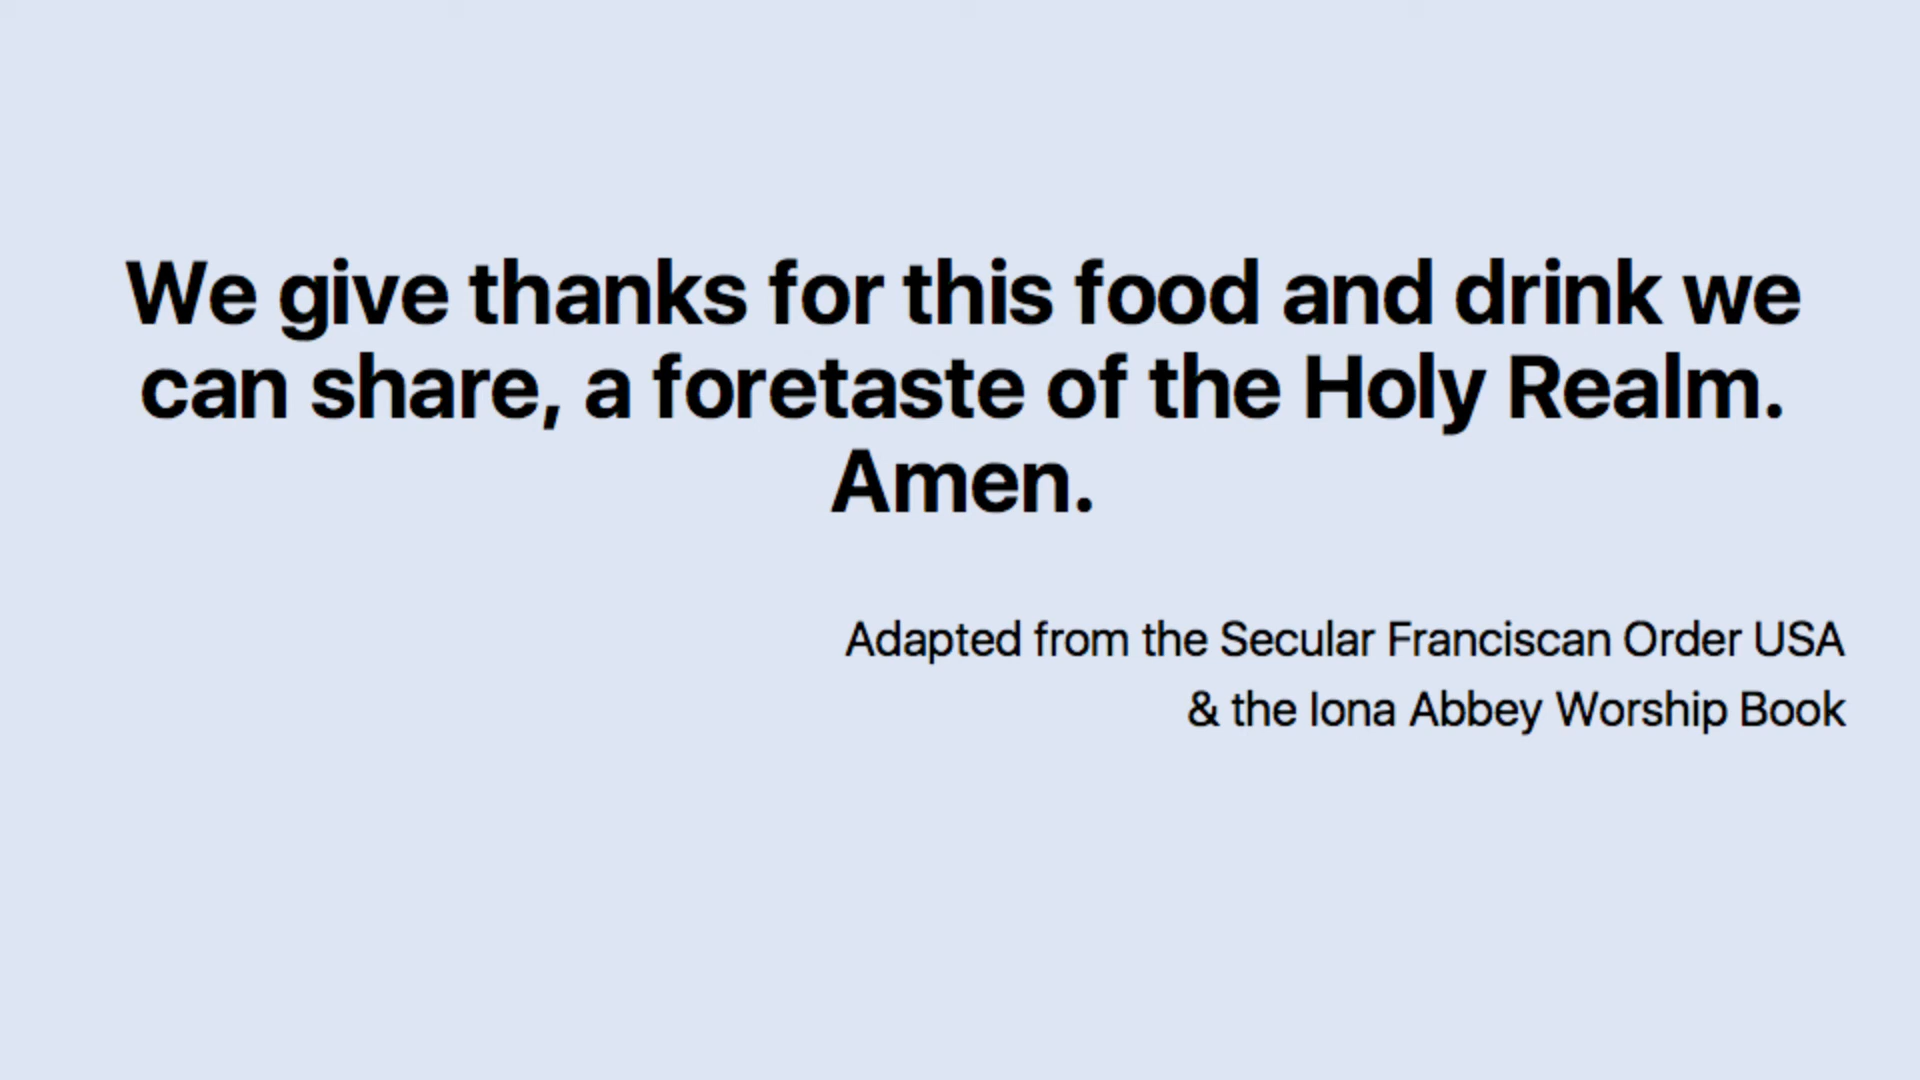 We give thanks for this food and drink we
can share, a foretaste of the Holy Realm.
Amen.
Adapted from the Secular Franciscan Order USA
& the Iona Abbey Worship Book